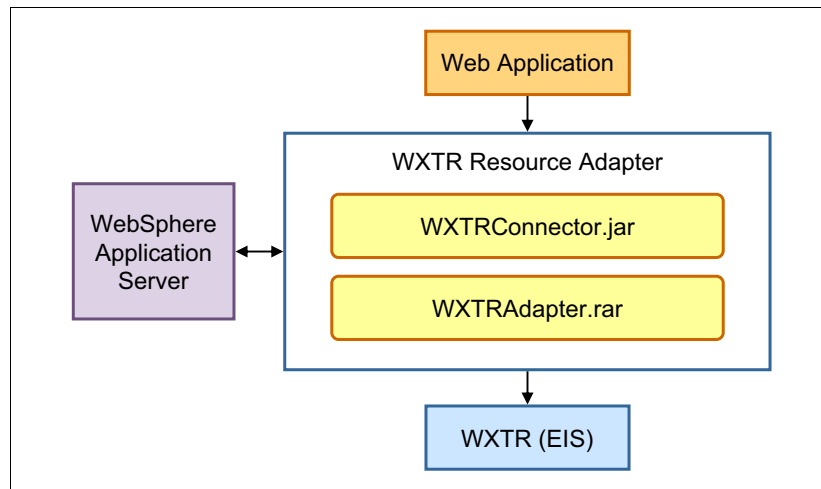 Web Application
WXTR Resource Adapter
WebSphere
Application
Server
WXTRConnector.jar
WXTRAdapter.rar
WXTR (EIS)